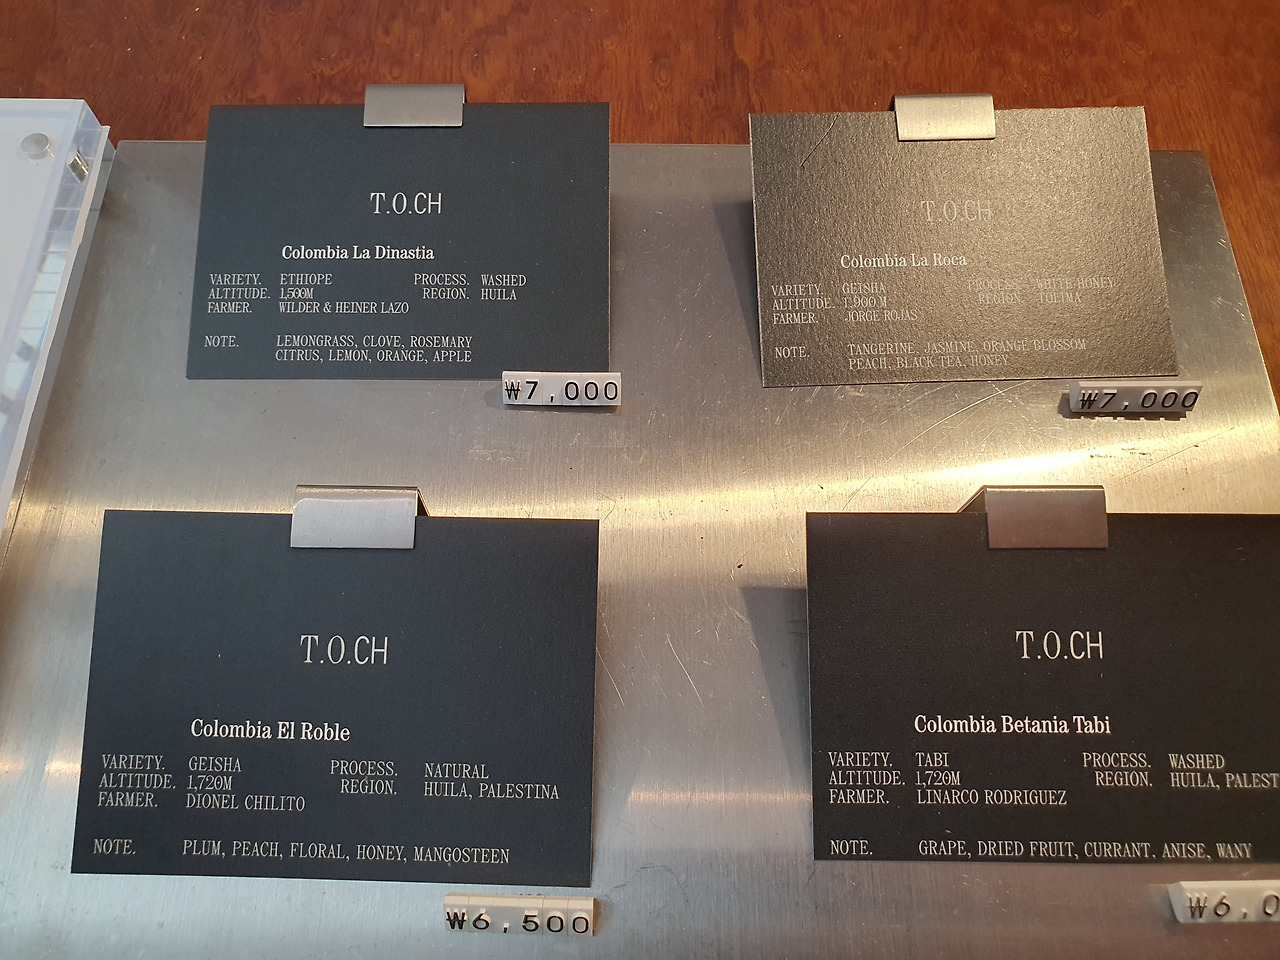 T.O.CH
Colombia La Dinastia
VARIETY. ETHIOPE PROCESS. WASHED
ALTITUDE. 1,500M REGION. HUILA
FARMER. WILDER & HEINER LAZO
NOTE. LEMONGRASS, CLOVE, ROSEMARY
CITRUS, LEMON, ORANGE, APPLE
₩7,000
T.O.CH
Colombia La Roca
VARIETY. GEISHA PROCESS. WHITE HONEY
ALTITUDE. 1,900 M REGION. TOLIMA
FARMER. JORGE ROJAS
NOTE. TANGERINE, JASMINE, ORANGE BLOSSOM
PEACH, BLACK TEA, HONEY
₩7,000
T.O.CH
Colombia El Roble
VARIETY. GEISHA PROCESS. NATURAL
ALTITUDE. 1,720M REGION. HUILA, PALESTINA
FARMER. DIONEL CHILITO
NOTE. PLUM, PEACH, FLORAL, HONEY, MANGOSTEEN
₩6,500
T.O.CH
Colombia Betania Tabi
VARIETY. TABI PROCESS. WASHED
ALTITUDE. 1,720M REGION. HUILA, PALEST
FARMER. LINARCO RODRIGUEZ
NOTE. GRAPE, DRIED FRUIT, CURRANT. ANISE, WANY
₩6,0